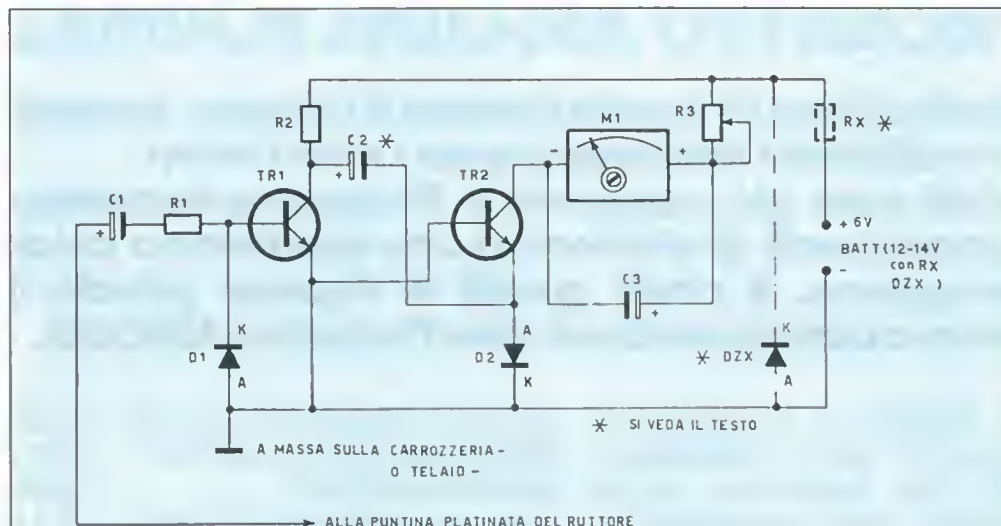 R2
C2 *
+
TR1
C1
+
R1
K
D1
A
TR2
A
D2
K
M1
-
+
R3
C3
+
RX *
+ 6V
BATT (12-14V
con RX
DZX )
-
K
* DZX
A
* SI VEDA IL TESTO
A MASSA SULLA CARROZZERIA -
O TELAIO -
ALLA PUNTINA PLATINATA DEL RUTTORE